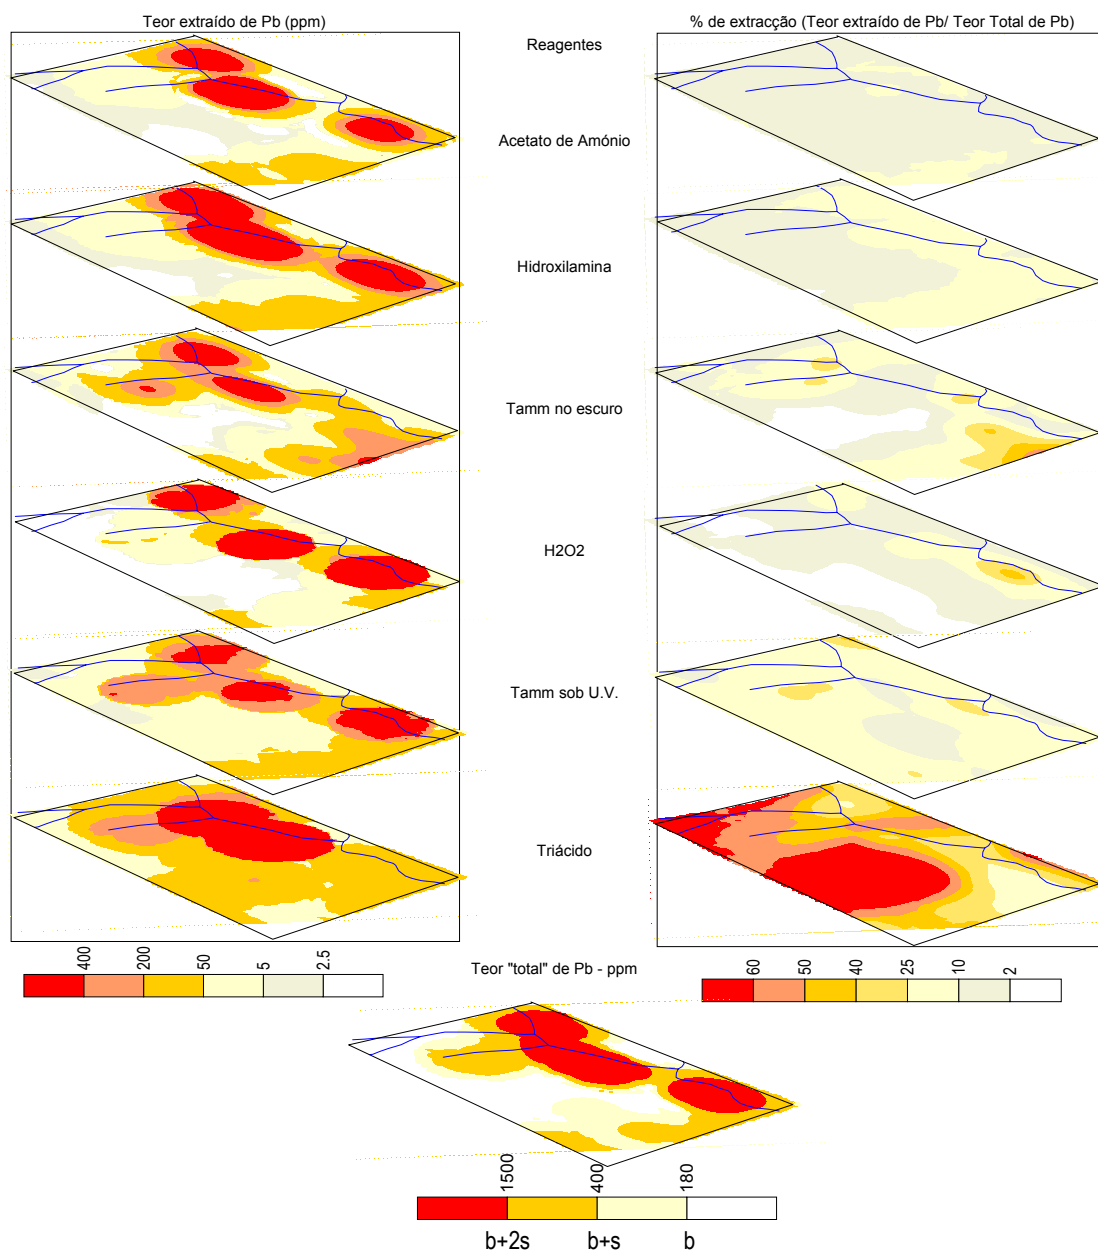 Teor extraído de Pb (ppm)
% de extracção (Teor extraído de Pb/ Teor Total de Pb)
Reagentes
Acetato de Amónio
Hidroxilamina
Tamm no escuro
H2O2
Tamm sob U.V.
Triácido
400 200 50 5 2.5
60 50 40 25 10 2
Teor "total" de Pb - ppm
1500 400 180
b+2s b+s b